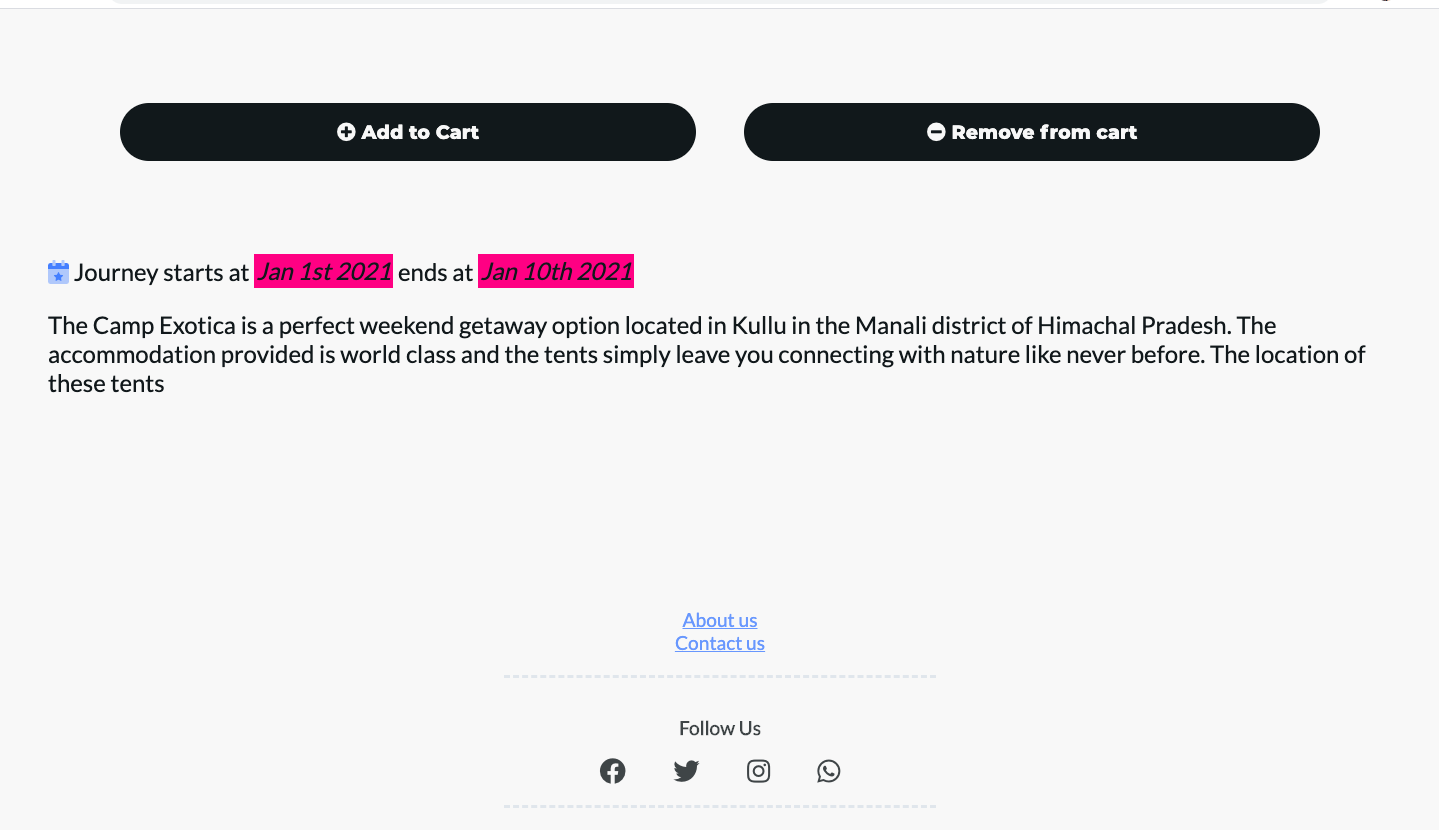 Add to Cart
Remove from cart
Journey starts at Jan 1st 2021 ends at Jan 10th 2021
The Camp Exotica is a perfect weekend getaway option located in Kullu in the Manali district of Himachal Pradesh. The
accommodation provided is world class and the tents simply leave you connecting with nature like never before. The location of
these tents
About us
Contact us
Follow Us